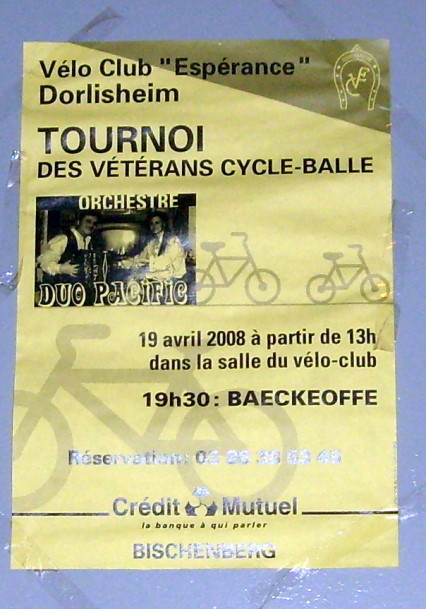 Vélo Club "Espérance"
Dorlisheim
TOURNOI
DES VÉTÉRANS CYCLE-BALLE
ORCHESTRE
DUO PACIFIC
19 avril 2008 à partir de 13h
dans la salle du vélo-club
19h30: BAECKEOFFE
Réservation:
Crédit Mutuel
la banque à qui parler
BISCHENBERG